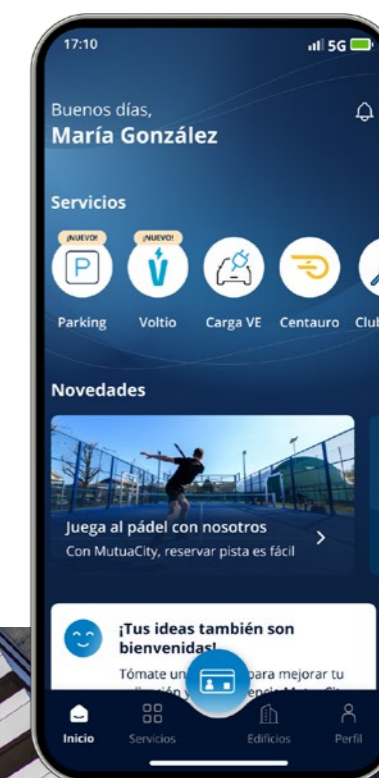 17:10
5G
Buenos días,
María González
Servicios
¡NUEVO!
¡NUEVO!
P
Parking
Voltio
Carga VE
Centauro
Club
Novedades
Juega al pádel con nosotros
Con MutuaCity, reservar pista es fácil
¡Tus ideas también son
bienvenidas!
Tómate un para mejorar tu
Inicio
Servicios
Edificios
Perfil